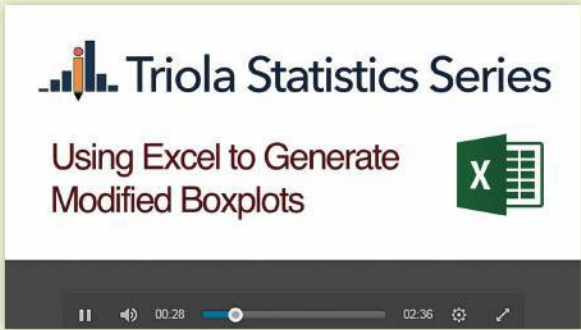 Triola Statistics Series
Using Excel to Generate
Modified Boxplots
X
00:28 02:36